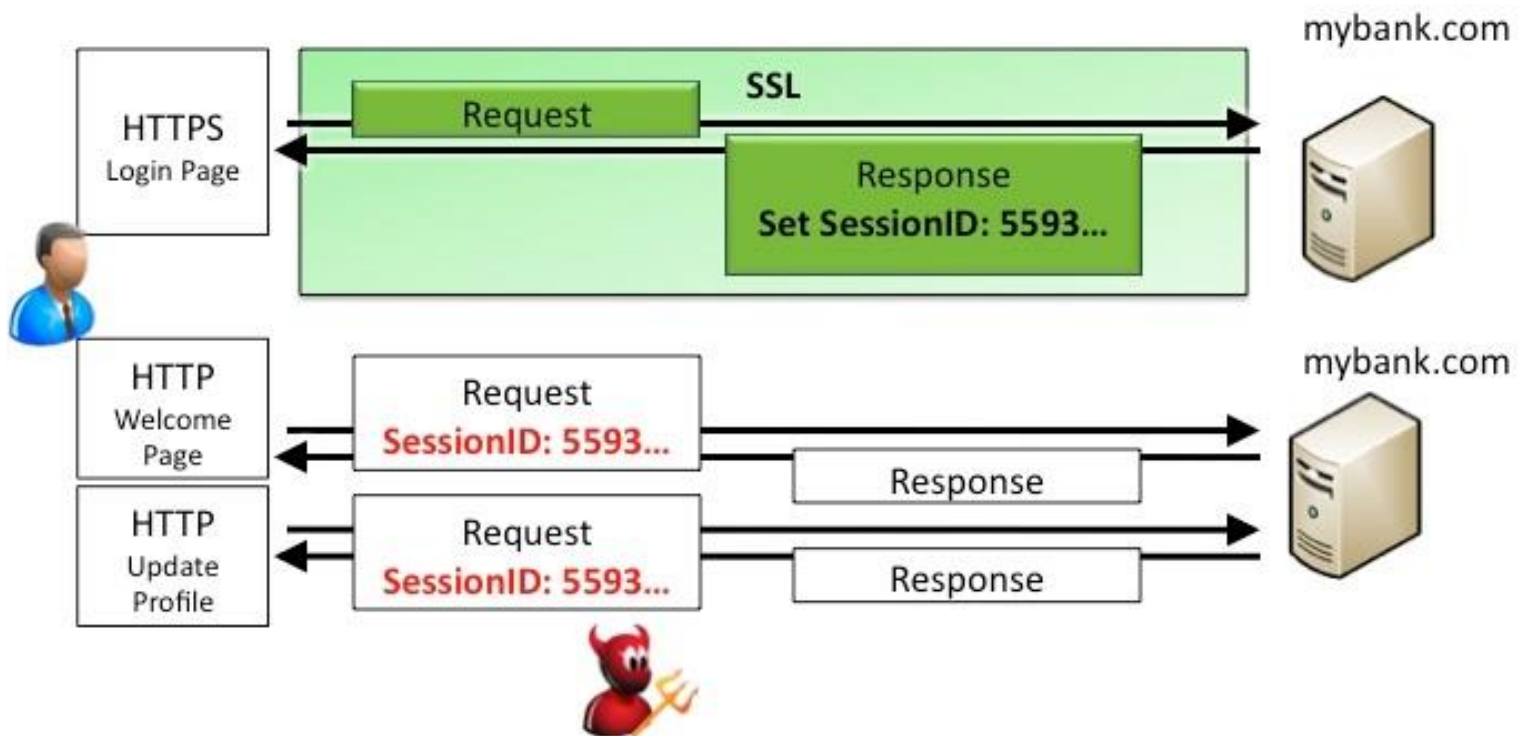 mybank.com
SSL
HTTPS
Login Page
Request
Response
Set SessionID: 5593...
mybank.com
HTTP
Welcome
Page
Request
SessionID: 5593...
Response
HTTP
Update
Profile
Request
SessionID: 5593...
Response